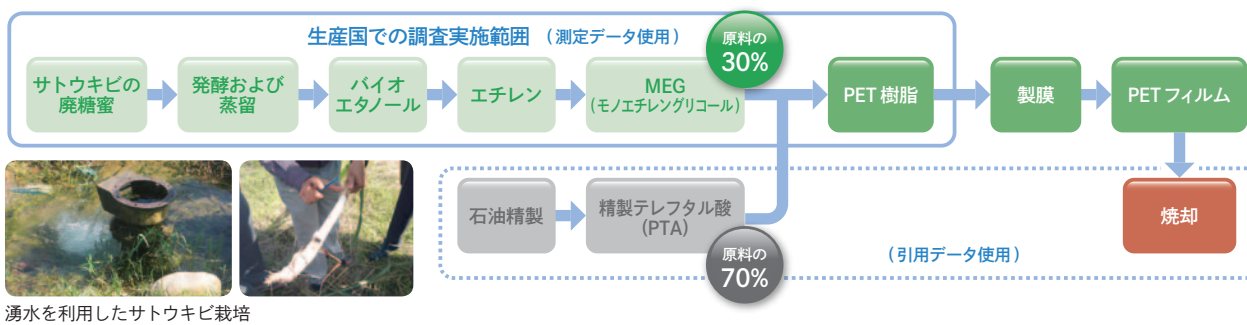 生産国での調査実施範囲 (測定データ使用)
原料の
30%
サトウキビの
廃糖蜜
発酵および
蒸留
バイオ
エタノール
エチレン
MEG
(モノエチレングリコール)
PET 樹脂
製膜
PETフィルム
石油精製
精製テレフタル酸
(PTA)
原料の
70%
(引用データ使用)
焼却
湧水を利用したサトウキビ栽培